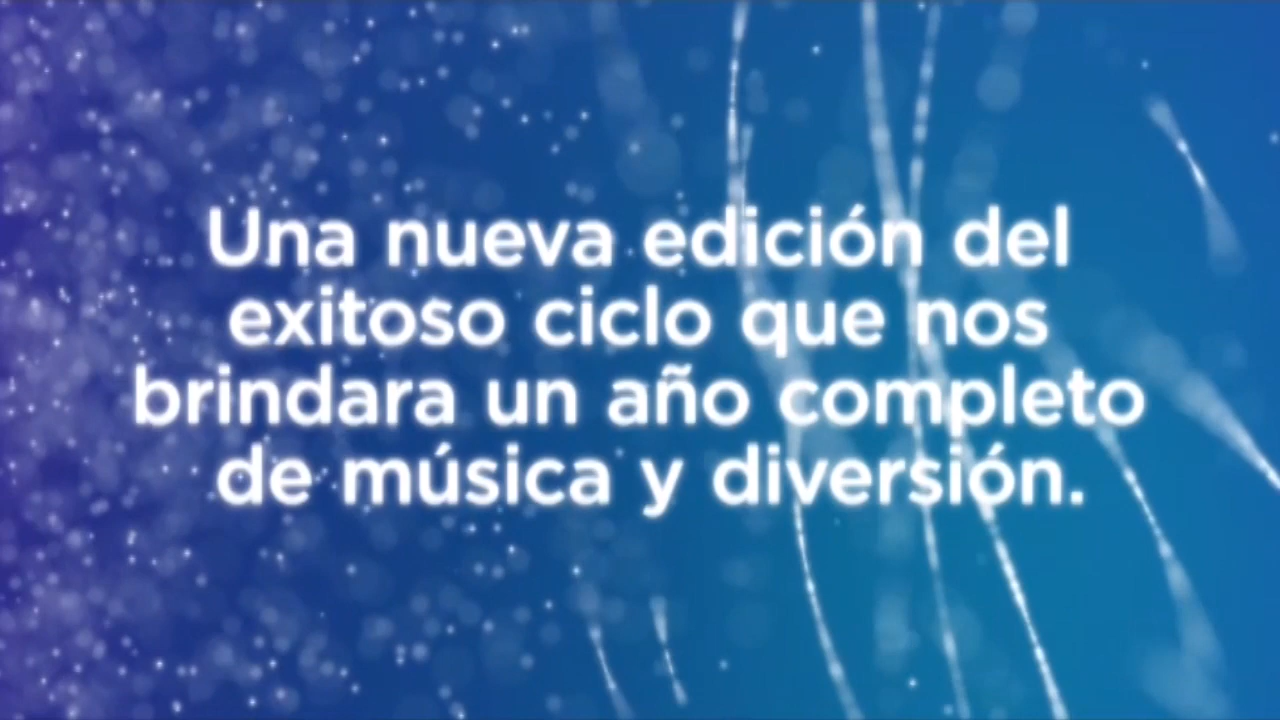 Una nueva edición del
exitoso ciclo que nos
brindara un año completo
de música y diversión.